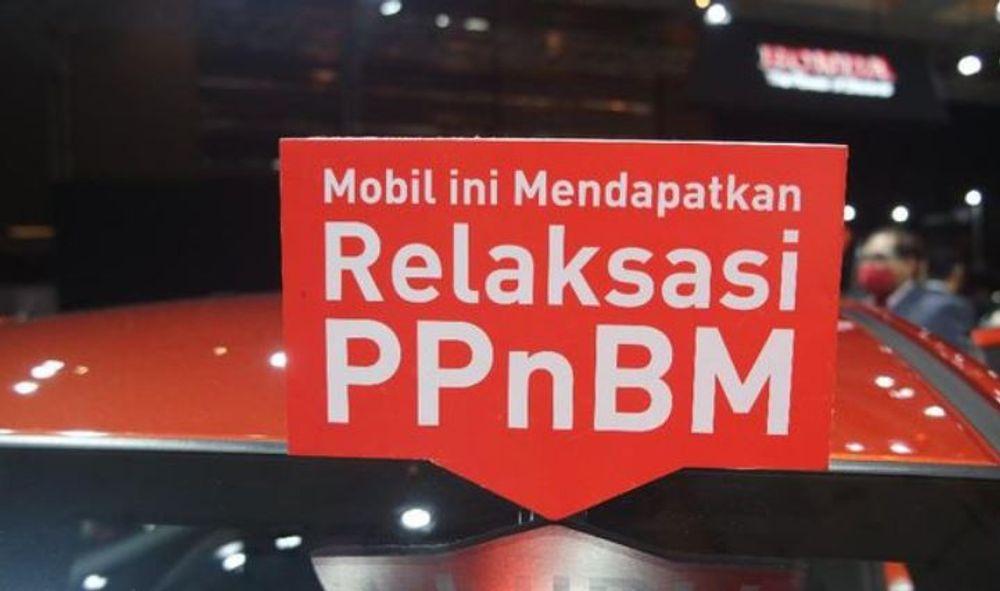 HONDA
Mobil ini Mendapatkan
Relaksasi
PPnBM